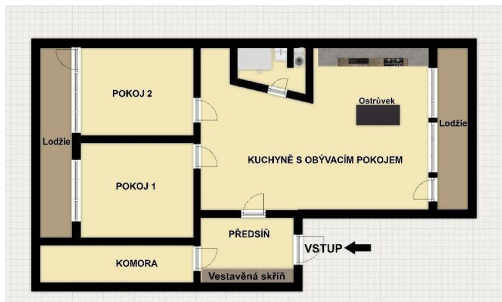 POKOJ 2
Ostrůvek
Lodžie
Lodžie
KUCHYNĚ S OBÝVACÍM POKOJEM
POKOJ 1
PŘEDSÍŇ
VSTUP
KOMORA
Vestavěná skříň